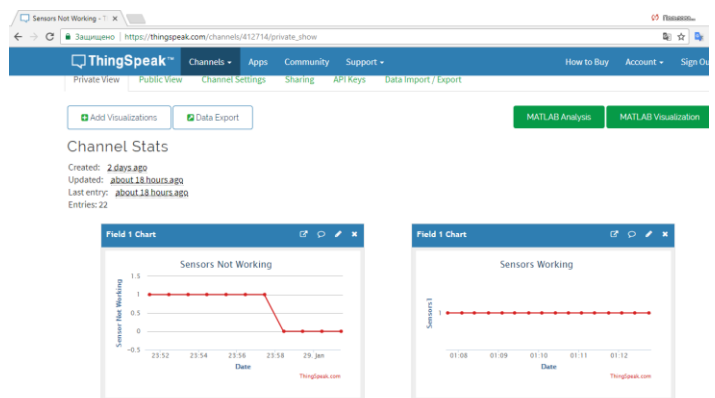 Sensors Not Working - T
Защищено | https://thingspeak.com/channels/412714/private_show
ThingSpeak™ Channels Apps Community Support How to Buy Account Sign Ou
Private View Public View Channel Settings Sharing API Keys Data Import / Export
Add Visualizations Data Export MATLAB Analysis MATLAB Visualization
Channel Stats
Created: 2 days ago
Updated: about 18 hours ago
Last entry: about 18 hours ago
Entries: 22
Field 1 Chart
Sensors Not Working
Sensor Not Working
1.5
1
0.5
0
-0.5
23:52 23:54 23:56 23:58 29. Jan
Date
ThingSpeak.com
Field 1 Chart
Sensors Working
Sensors1
1
01:08 01:09 01:10 01:11 01:12
Date
ThingSpeak.com